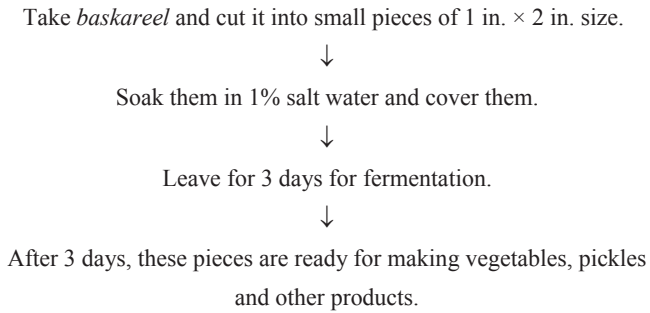 Take baskareel and cut it into small pieces of 1 in. × 2 in. size.
↓
Soak them in 1% salt water and cover them.
↓
Leave for 3 days for fermentation.
↓
After 3 days, these pieces are ready for making vegetables, pickles
and other products.